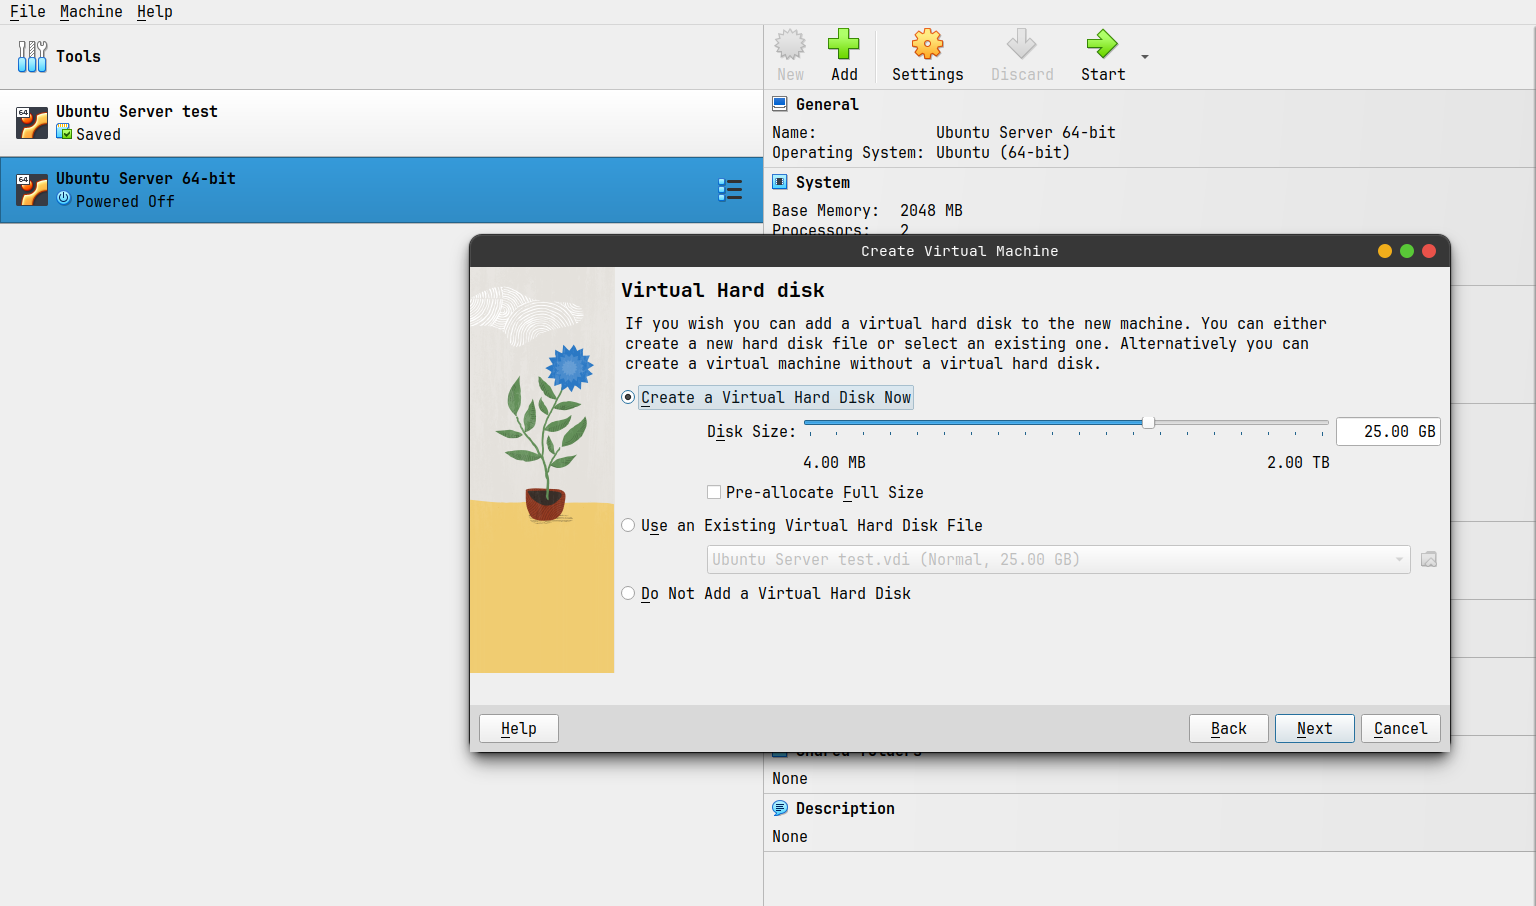 File Machine Help
Tools
New Add Settings Discard Start
64 Ubuntu Server test
Saved
64 Ubuntu Server 64-bit
Powered Off
General
Name: Ubuntu Server 64-bit
Operating System: Ubuntu (64-bit)
System
Base Memory: 2048 MB
Processors: 2
Create Virtual Machine
Virtual Hard disk
If you wish you can add a virtual hard disk to the new machine. You can either
create a new hard disk file or select an existing one. Alternatively you can
create a virtual machine without a virtual hard disk.
Create a Virtual Hard Disk Now
Disk Size: 25.00 GB
4.00 MB 2.00 TB
Pre-allocate Full Size
Use an Existing Virtual Hard Disk File
Ubuntu Server test.vdi (Normal, 25.00 GB)
Do Not Add a Virtual Hard Disk
Help Back Next Cancel
Shared folders
None
Description
None